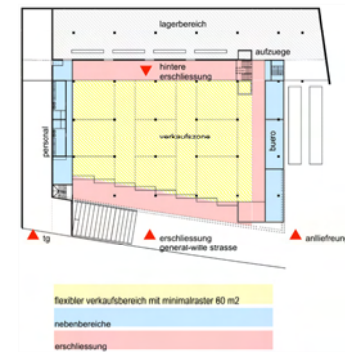 lagerbereich
aufzuege
hintere
erschliessung
verkaufszone
personal
buero
tg
erschliessung
general-wille strasse
anlliefreung
flexibler verkaufsbereich mit minimalraster 60 m2
nebenbereiche
erschliessung